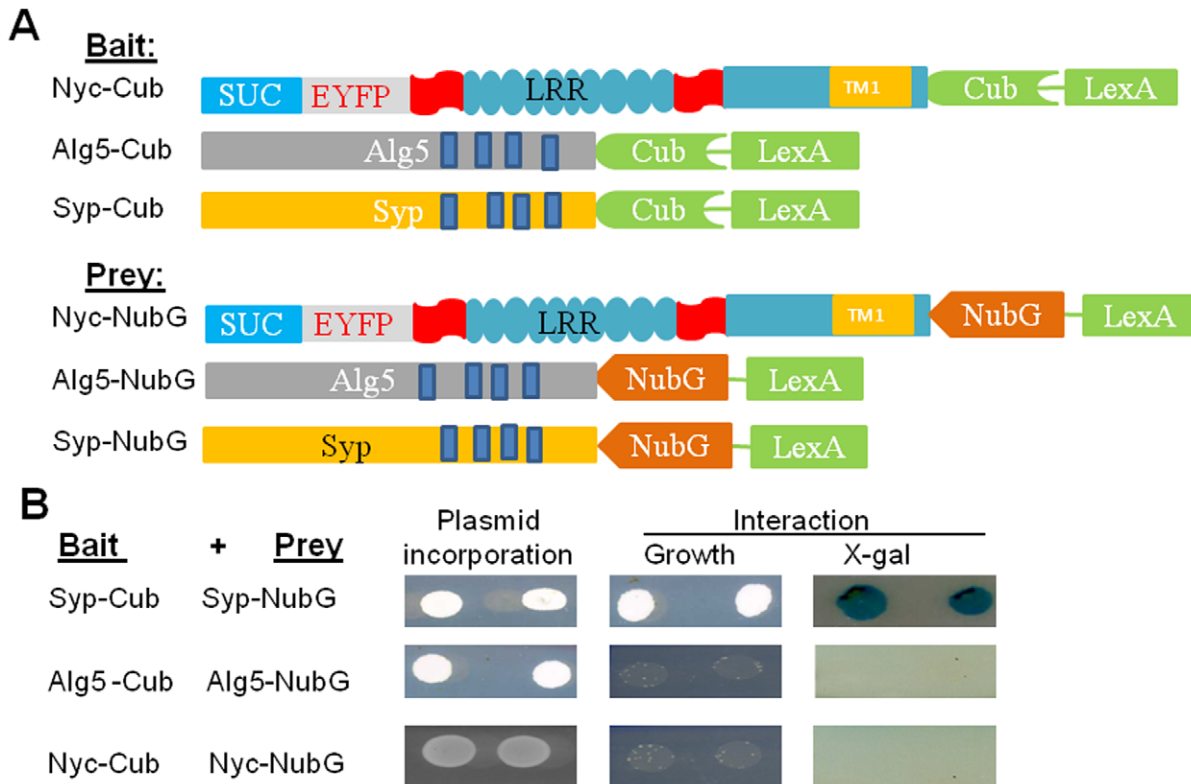 A
Bait:
Nyc-Cub SUC EYFP LRR TM1 Cub LexA
Alg5-Cub Alg5 Cub LexA
Syp-Cub Syp Cub LexA
Prey:
Nyc-NubG SUC EYFP LRR TM1 NubG LexA
Alg5-NubG Alg5 NubG LexA
Syp-NubG Syp NubG LexA
B
Bait + Prey
Plasmid
incorporation
Interaction
Growth X-gal
Syp-Cub Syp-NubG
Alg5-Cub Alg5-NubG
Nyc-Cub Nyc-NubG